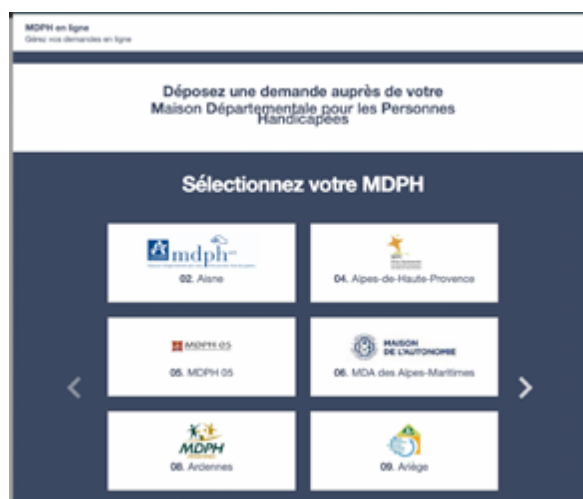 MDPH en ligne
Gérez vos demandes en ligne
Déposez une demande auprès de votre
Maison Départementale pour les Personnes
Handicapées
Sélectionnez votre MDPH
mdph
02. Aisne
04. Alpes-de-Haute-Provence
MDPH 05
05. MDPH 05
MAISON
DE L'AUTONOMIE
06. MDA des Alpes-Maritimes
MDPH
08. Ardennes
09. Ariège